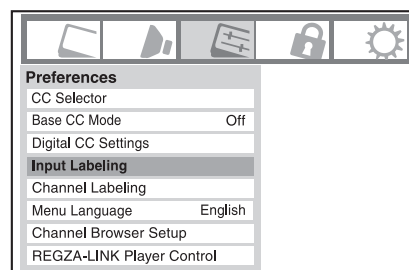 Preferences
CC Selector
Base CC Mode Off
Digital CC Settings
Input Labeling
Channel Labeling
Menu Language English
Channel Browser Setup
REGZA-LINK Player Control